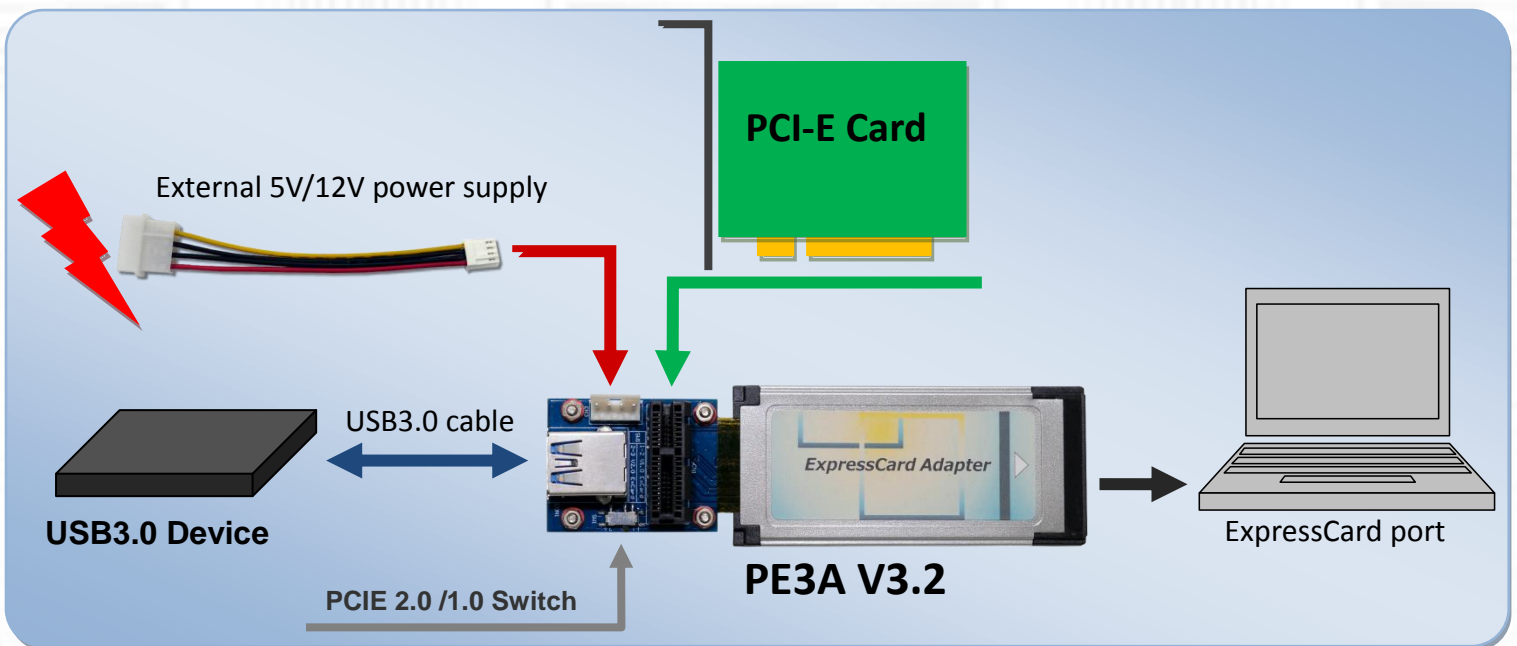 PCI-E Card
External 5V/12V power supply
USB3.0 cable
ExpressCard Adapter
USB3.0 Device
ExpressCard port
PE3A V3.2
PCIE 2.0 /1.0 Switch